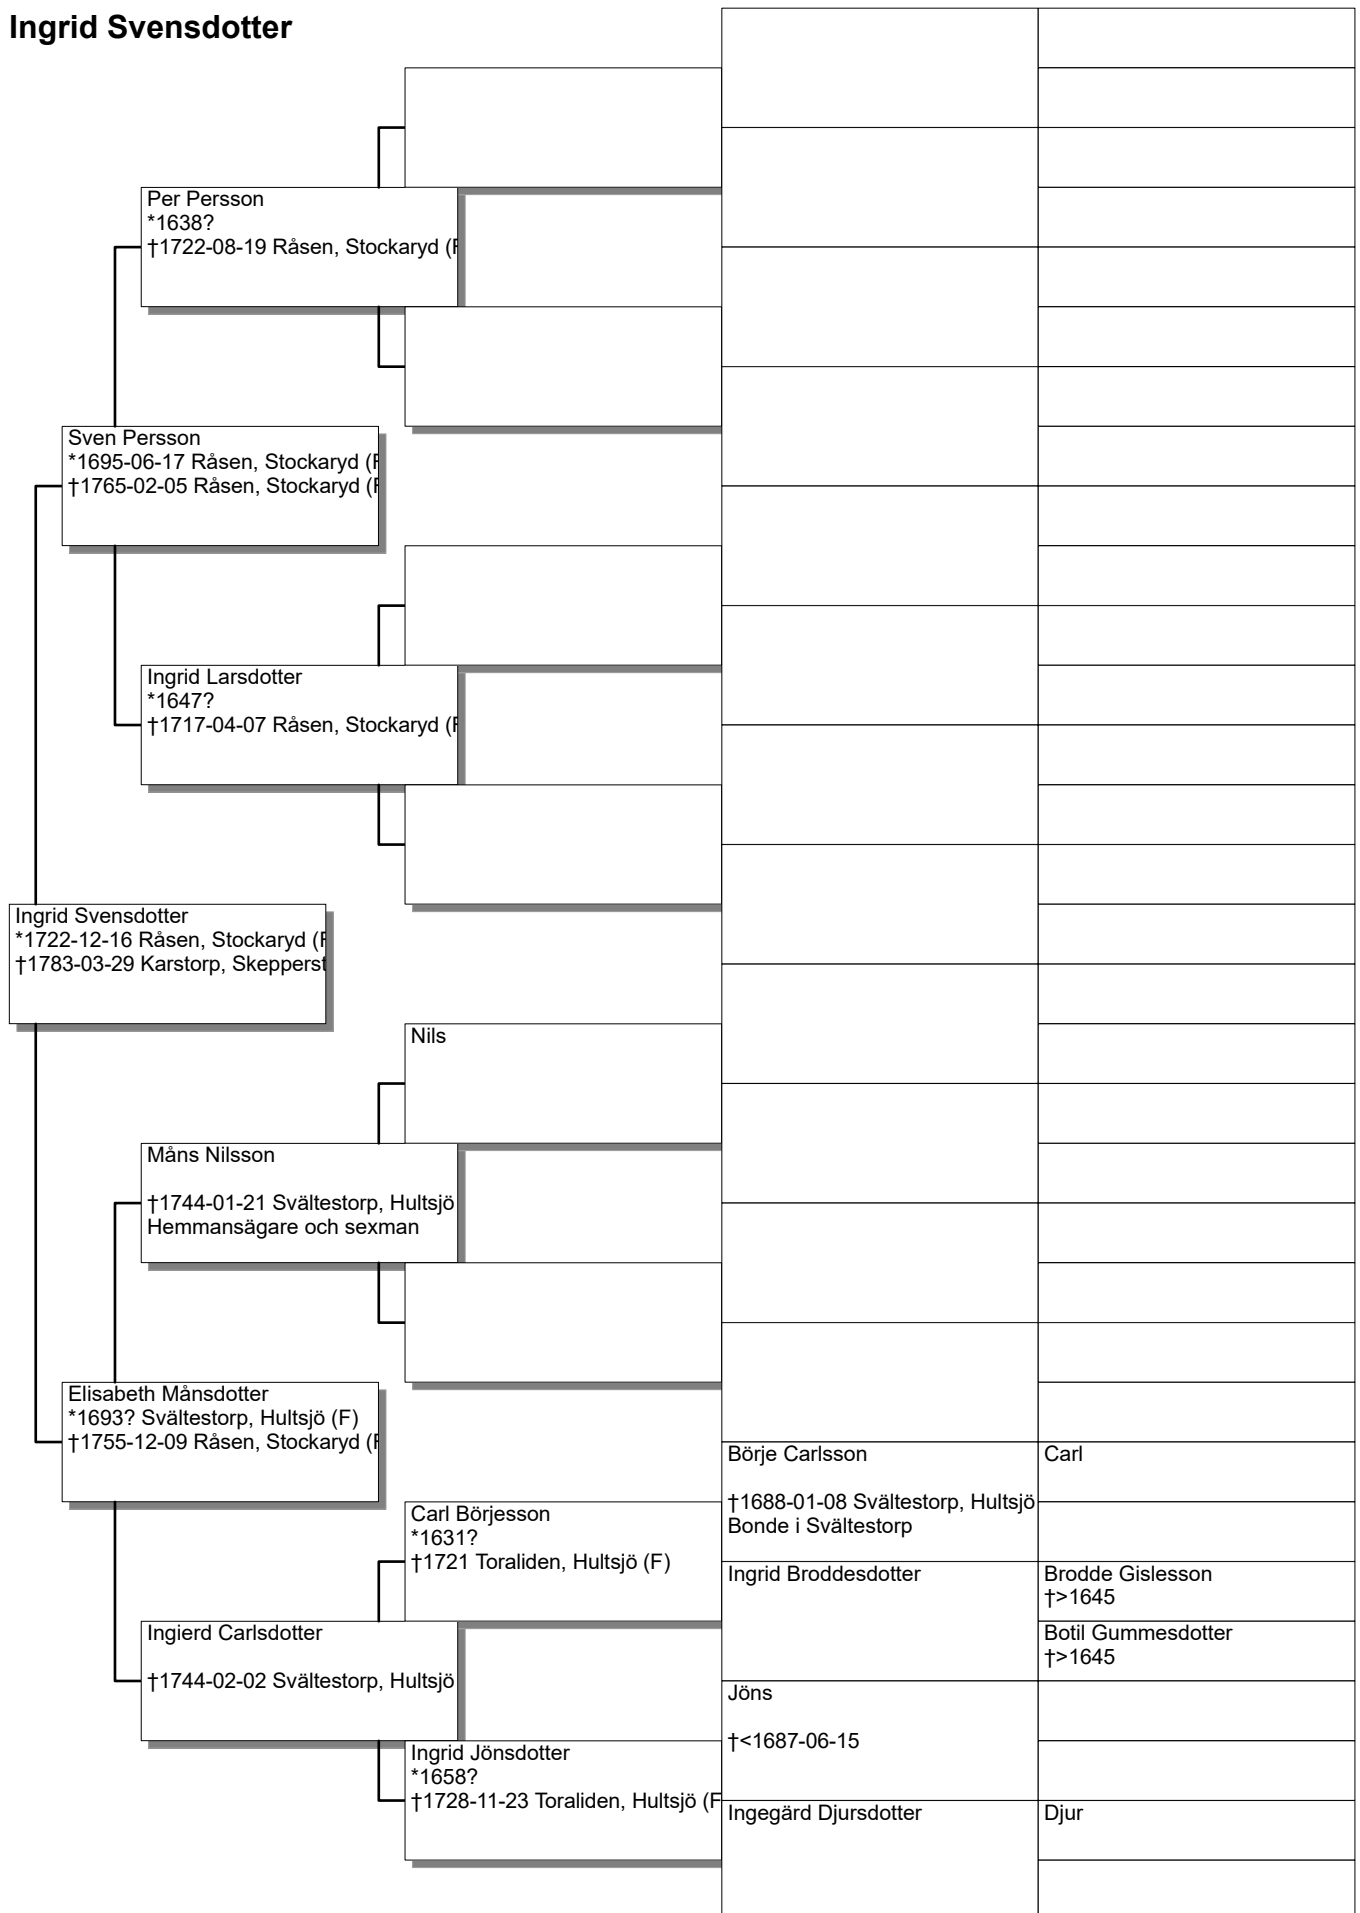 Ingrid Svensdotter
Per Persson
*1638?
†1722-08-19 Råsen, Stockaryd (F
Sven Persson
*1695-06-17 Råsen, Stockaryd (F
†1765-02-05 Råsen, Stockaryd (F
Ingrid Larsdotter
*1647?
†1717-04-07 Råsen, Stockaryd (F
Ingrid Svensdotter
*1722-12-16 Råsen, Stockaryd (F
†1783-03-29 Karstorp, Skepperst
Nils
Måns Nilsson
†1744-01-21 Svältestorp, Hultsjö
Hemmansägare och sexman
Elisabeth Månsdotter
*1693? Svältestorp, Hultsjö (F)
†1755-12-09 Råsen, Stockaryd (F
Börje Carlsson
†1688-01-08 Svältestorp, Hultsjö
Bonde i Svältestorp
Carl
Carl Börjesson
*1631?
†1721 Toraliden, Hultsjö (F)
Ingrid Broddesdotter
Brodde Gislesson
†>1645
Botil Gummesdotter
†>1645
Ingierd Carlsdotter
†1744-02-02 Svältestorp, Hultsjö
Jöns
†<1687-06-15
Ingrid Jönsdotter
*1658?
†1728-11-23 Toraliden, Hultsjö (F
Ingegärd Djursdotter
Djur